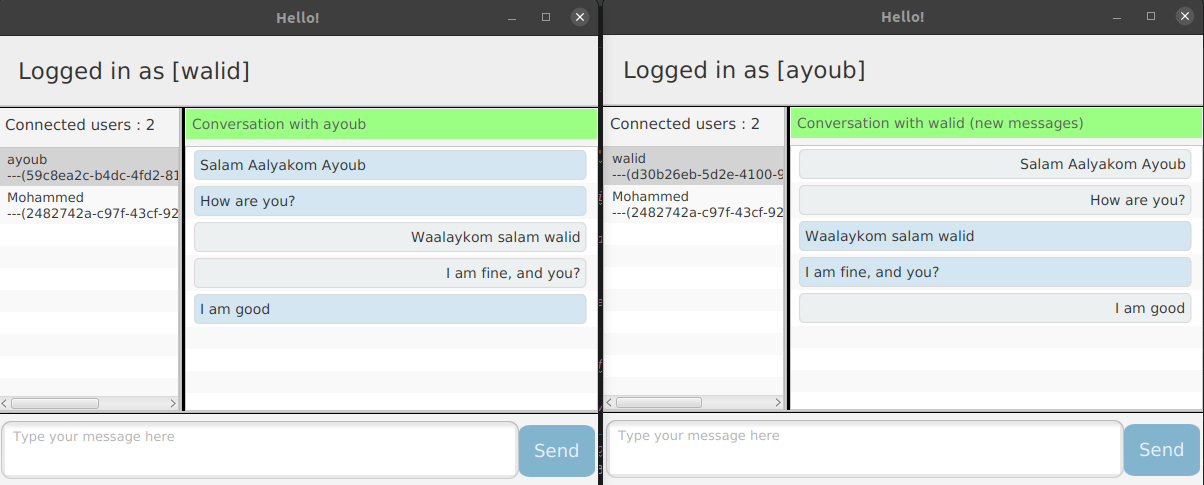 Hello!
Logged in as [walid]
Connected users : 2
ayoub
---(59c8ea2c-b4dc-4fd2-81
Mohammed
---(2482742a-c97f-43cf-92
Conversation with ayoub
Salam Aalyakom Ayoub
How are you?
Waalaykom salam walid
I am fine, and you?
I am good
Type your message here
Send
Hello!
Logged in as [ayoub]
Connected users : 2
walid
---(d30b26eb-5d2e-4100-9
Mohammed
---(2482742a-c97f-43cf-92
Conversation with walid (new messages)
Salam Aalyakom Ayoub
How are you?
Waalaykom salam walid
I am fine, and you?
I am good
Type your message here
Send